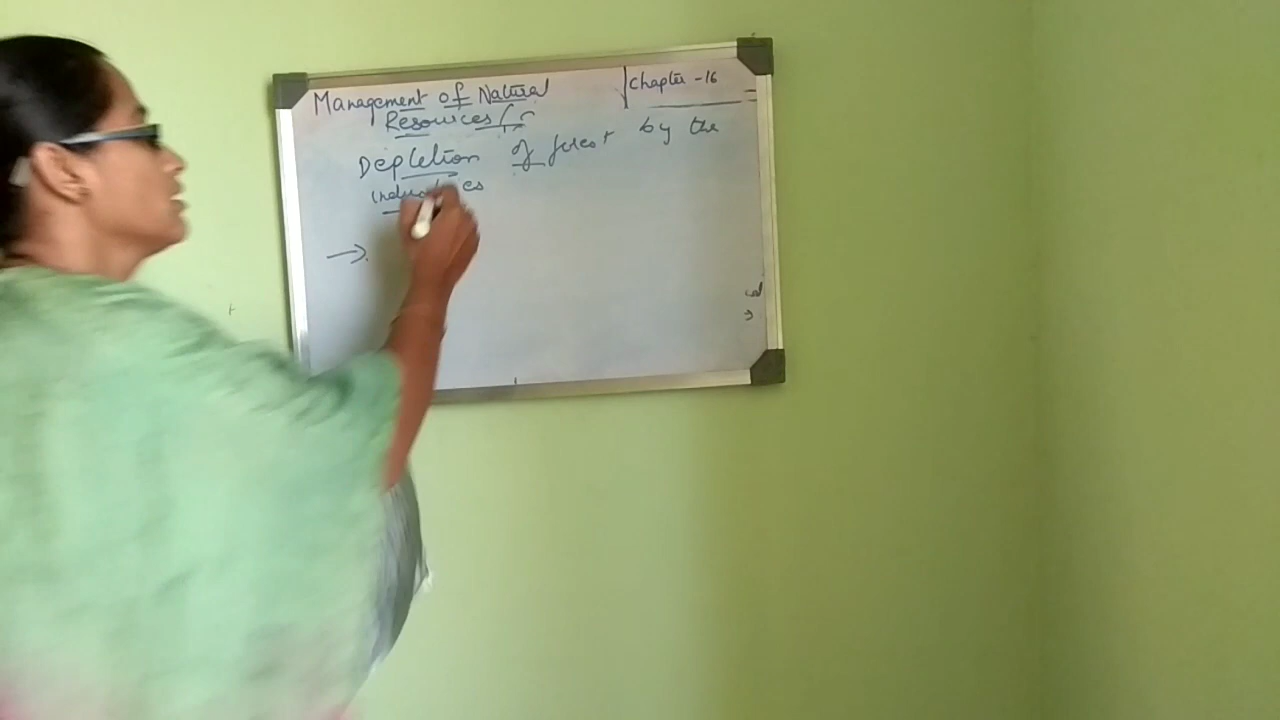 Management of Natural
Chapter -16
Resources
Depletion of forest by the
→